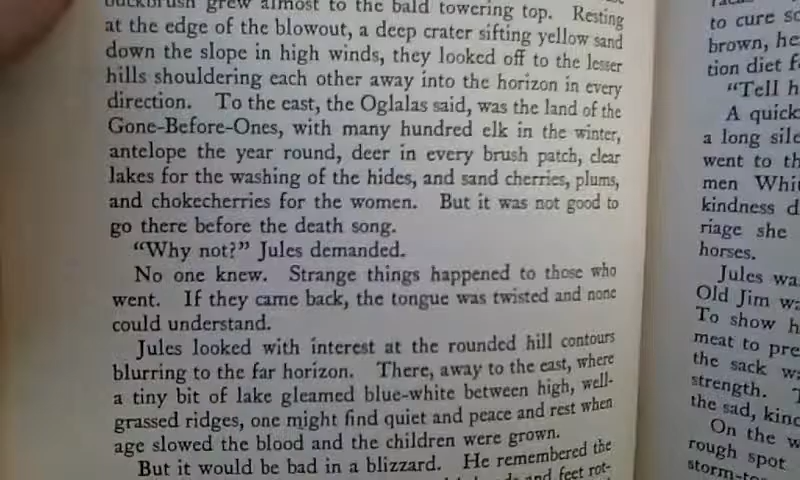 buckbrush grew almost to the bald towering top. Resting
at the edge of the blowout, a deep crater sifting yellow sand
down the slope in high winds, they looked off to the lesser
hills shouldering each other away into the horizon in every
direction. To the east, the Oglalas said, was the land of the
Gone-Before-Ones, with many hundred elk in the winter,
antelope the year round, deer in every brush patch, clear
lakes for the washing of the hides, and sand cherries, plums,
and chokecherries for the women. But it was not good to
go there before the death song.
"Why not?" Jules demanded.
No one knew. Strange things happened to those who
went. If they came back, the tongue was twisted and none
could understand.
Jules looked with interest at the rounded hill contours
blurring to the far horizon. There, away to the east, where
a tiny bit of lake gleamed blue-white between high, well-
grassed ridges, one might find quiet and peace and rest when
age slowed the blood and the children were grown.
But it would be bad in a blizzard. He remembered the
and feet rot-
to cure
brown, he
tion diet
"Tell
A quick
a long
went to
men
kindness
riage she
horses.
Jules
Old Jim
To show
meat to
the sack
strength.
the sad,
On the
rough spot